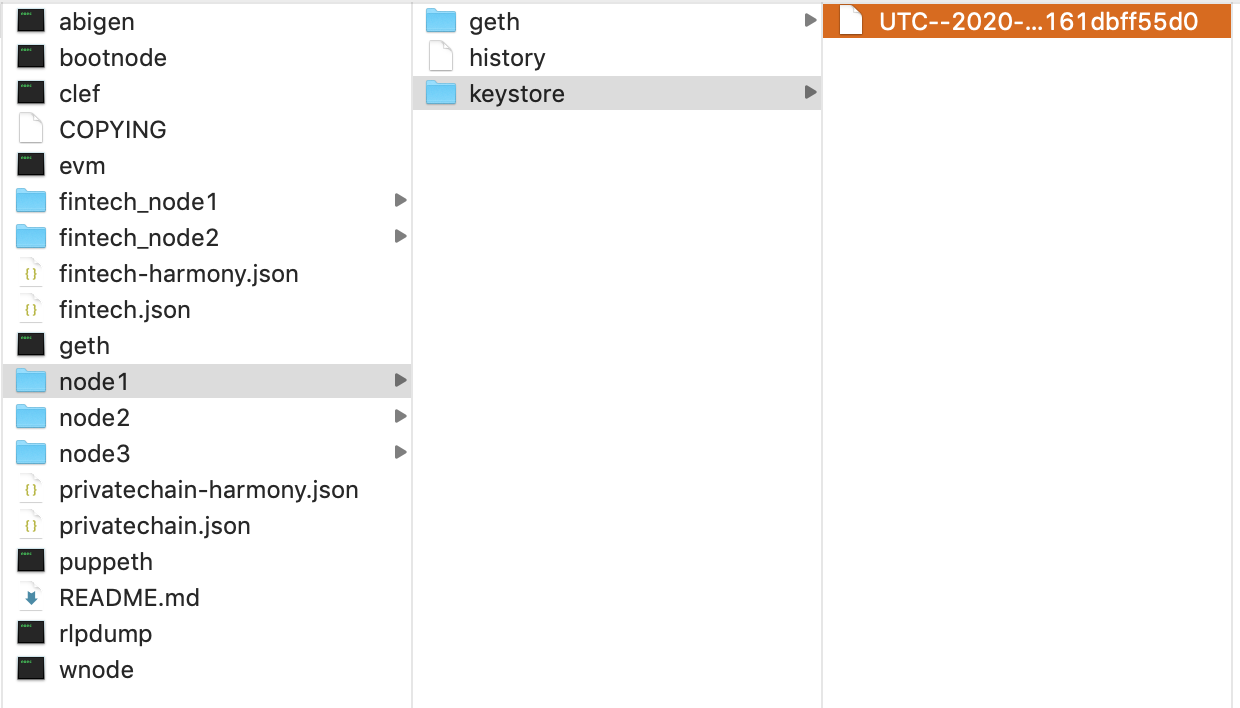 abigen
bootnode
clef
COPYING
evm
fintech_node1
fintech_node2
fintech-harmony.json
fintech.json
geth
node1
node2
node3
privatechain-harmony.json
privatechain.json
puppeth
README.md
rlpdump
wnode
geth
history
keystore
UTC--2020-...161dbff55d0